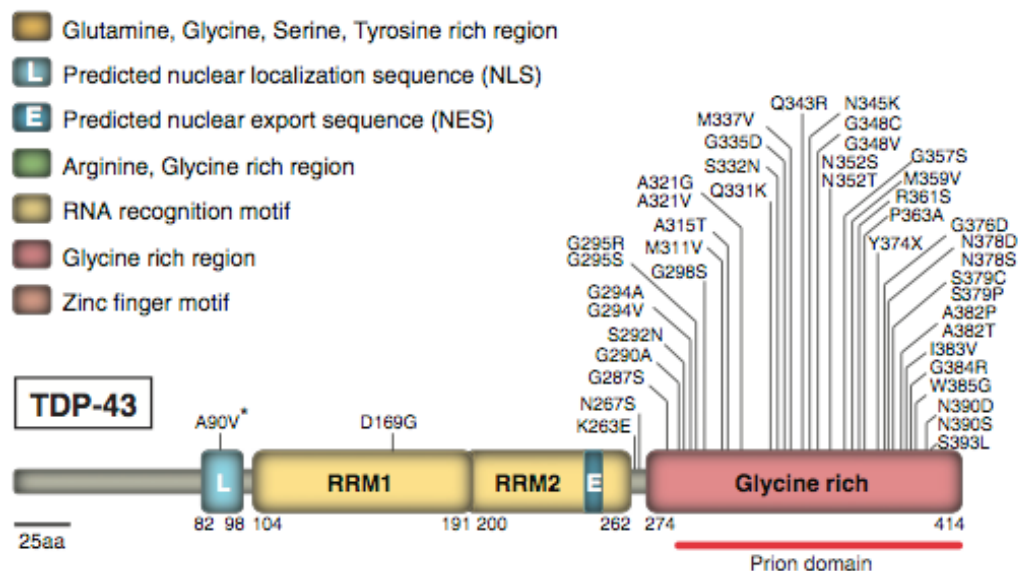 Glutamine, Glycine, Serine, Tyrosine rich region
L Predicted nuclear localization sequence (NLS)
E Predicted nuclear export sequence (NES)
Arginine, Glycine rich region
RNA recognition motif
Glycine rich region
Zinc finger motif
Q343R
N345K
M337V
G348C
G335D
G348V
S332N
N352S
G357S
A321G
Q331K
N352T
M359V
A321V
R361S
A315T
P363A
G376D
G295R
M311V
Y374X
N378D
G295S
G298S
N378S
S379C
G294A
S379P
G294V
A382P
S292N
A382T
G290A
I383V
G287S
G384R
W385G
TDP-43
A90V*
D169G
N267S
N390D
K263E
N390S
S393L
L
RRM1
RRM2
E
Glycine rich
82 98 104 191 200 262 274 414
25aa
Prion domain